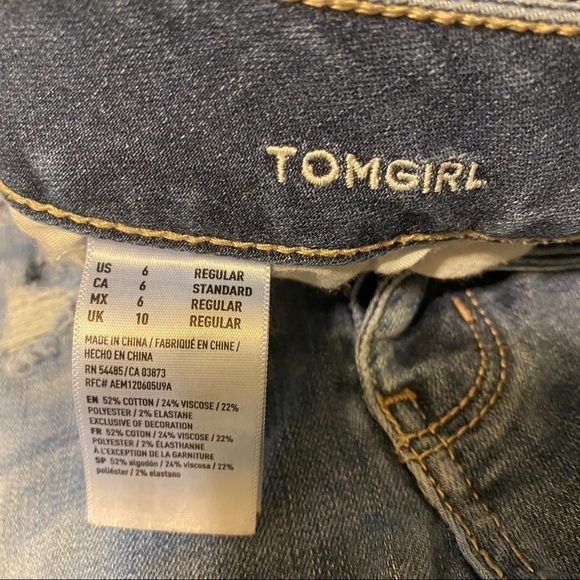 TOMGIRL
US 6 REGULAR
CA 6 STANDARD
MX 6 REGULAR
UK 10 REGULAR
MADE IN CHINA / FABRIQUÉ EN CHINE /
HECHO EN CHINA
RN 54485/CA 03873
RFC# AEM120605U9A
EN 52% COTTON / 24% VISCOSE / 22%
POLYESTER / 2% ELASTANE
EXCLUSIVE OF DECORATION
FR 52% COTON / 24% VISCOSE / 22%
POLYESTER / 2% ÉLASTHANNE
À L'EXCEPTION DE LA GARNITURE
SP 52% algodón / 24% viscosa / 22%
poliéster / 2% elastano